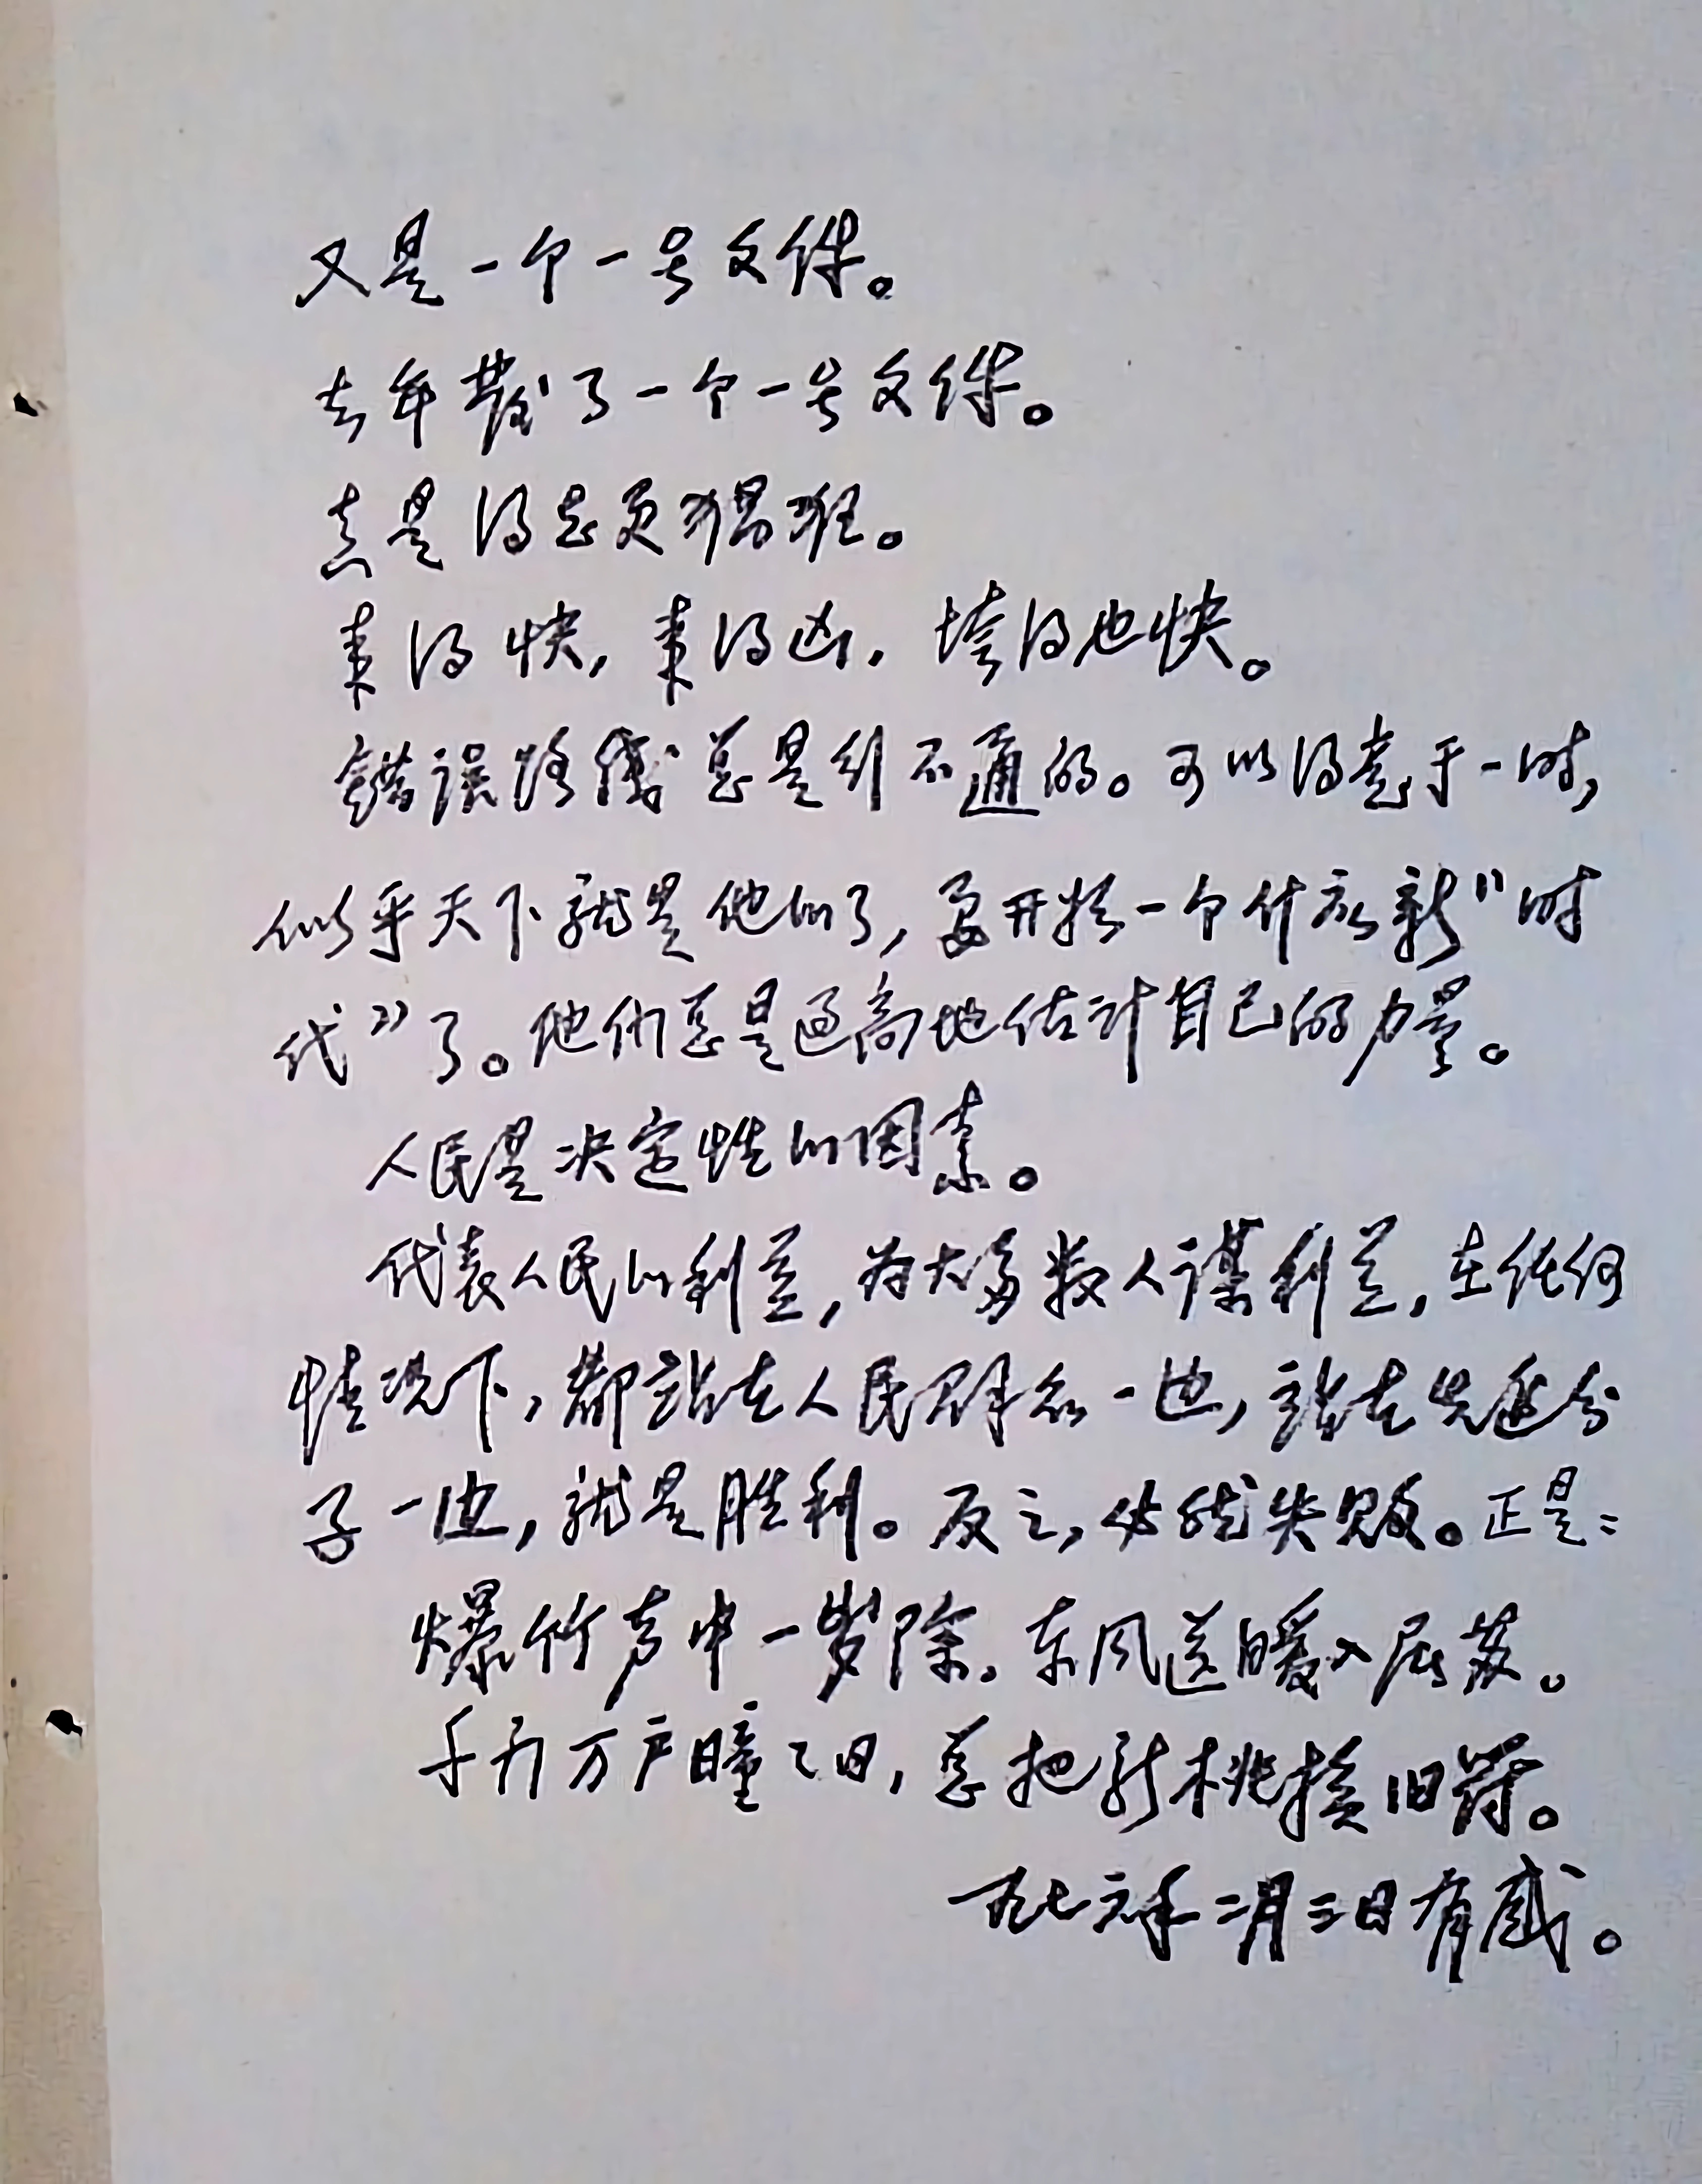 又是一个一号文件。
去年发了一个一号文件。
真是得志更猖狂。
来得快，来得凶，垮得也快。
错误路线总是行不通的。可以得意于一时，
似乎天下就是他们了，要开始一个什么新"时
代"了。他们总是过高地估计自己的力量。
人民是决定性的因素。
代表人民的利益，为大多数人谋利益，在任何
情况下，都站在人民群众一边，站在先进分
子一边，就是胜利。反之，必然失败。正是：
爆竹声中一岁除，东风送暖入屠苏。
千门万户曈曈日，总把新桃换旧符。
一九七六年二月三日有感。